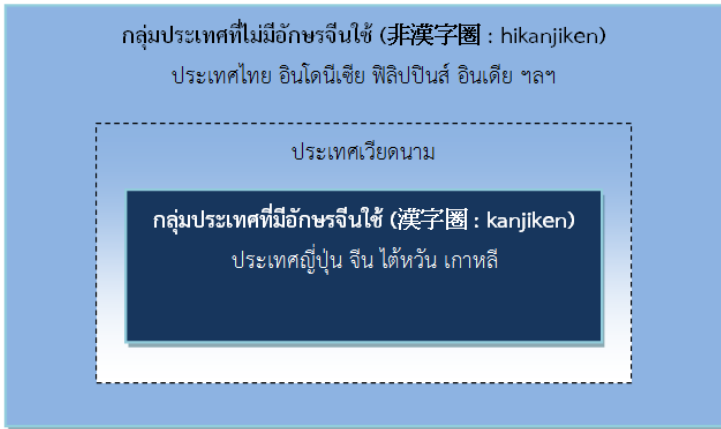 กลุ่มประเทศที่ไม่มีอักษรจีนใช้ (非漢字圏 : hikanjiken)
ประเทศไทย อินโดนีเซีย ฟิลิปปินส์ อินเดีย ฯลฯ
ประเทศเวียดนาม
กลุ่มประเทศที่มีอักษรจีนใช้ (漢字圏 : kanjiken)
ประเทศญี่ปุ่น จีน ไต้หวัน เกาหลี